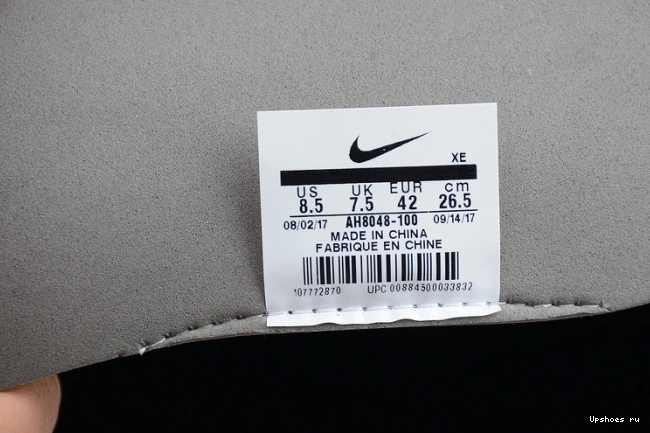 XE
US UK EUR cm
8.5 7.5 42 26.5
08/02/17 AH8048-100 09/14/17
MADE IN CHINA
FABRIQUE EN CHINE
107772870 UPC 00884500033832
Upshoes ru